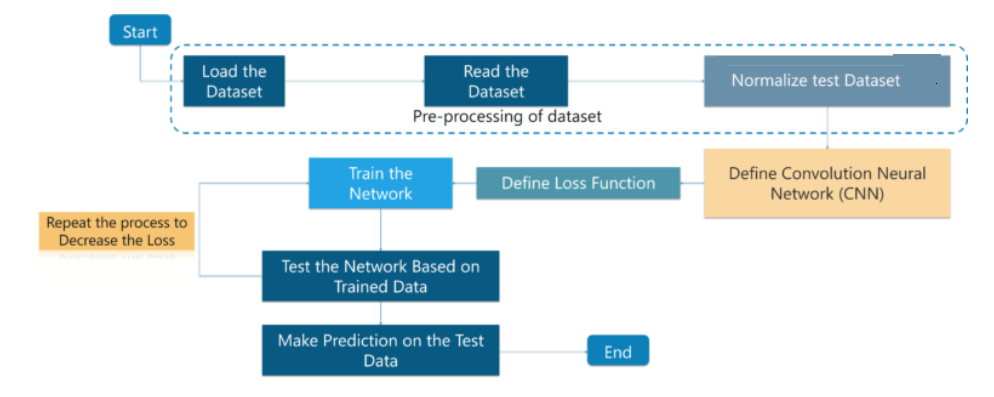 Start
Load the
Dataset
Read the
Dataset
Normalize test Dataset
Pre-processing of dataset
Define Convolution Neural
Network (CNN)
Define Loss Function
Train the
Network
Repeat the process to
Decrease the Loss
Test the Network Based on
Trained Data
Make Prediction on the Test
Data
End